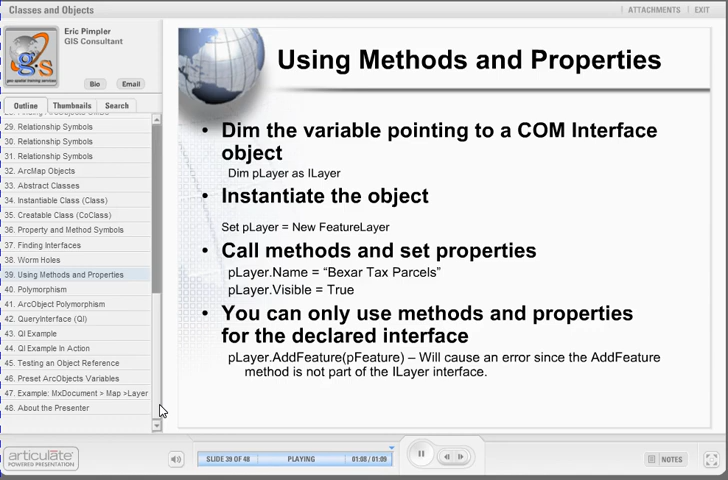 Classes and Objects
ATTACHMENTS
EXIT
Eric Pimpler
GIS Consultant
gs
geo-spatial training services
Bio
Email
Outline
Thumbnails
Search
29. Relationship Symbols
30. Relationship Symbols
31. Relationship Symbols
32. ArcMap Objects
33. Abstract Classes
34. Instantiable Class (Class)
35. Creatable Class (CoClass)
36. Property and Method Symbols
37. Finding Interfaces
38. Worm Holes
39. Using Methods and Properties
40. Polymorphism
41. ArcObject Polymorphism
42. QueryInterface (QI)
43. QI Example
44. QI Example In Action
45. Testing an Object Reference
46. Preset ArcObjects Variables
47. Example: MxDocument > Map >Layer
48. About the Presenter
Using Methods and Properties
• Dim the variable pointing to a COM Interface
object
Dim pLayer as ILayer
• Instantiate the object
Set pLayer = New FeatureLayer
• Call methods and set properties
pLayer.Name = “Bexar Tax Parcels”
pLayer.Visible = True
• You can only use methods and properties
for the declared interface
pLayer.AddFeature(pFeature) – Will cause an error since the AddFeature
method is not part of the ILayer interface.
articulate
POWERED PRESENTATION
SLIDE 39 OF 48
PLAYING
01:08 / 01:09
NOTES